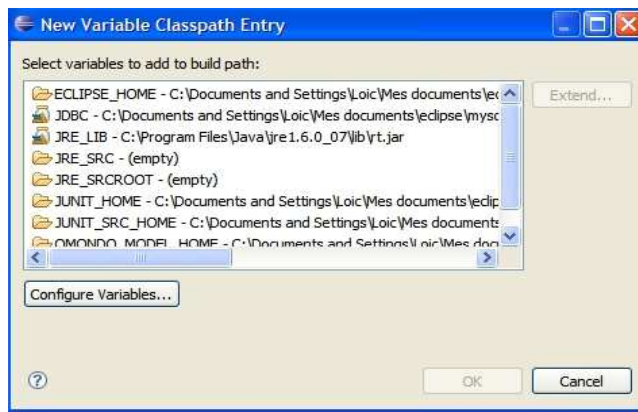 New Variable Classpath Entry
Select variables to add to build path:
ECLIPSE_HOME - C:\Documents and Settings\Loic\Mes documents\ec
JDBC - C:\Documents and Settings\Loic\Mes documents\eclipse\mysc
JRE_LIB - C:\Program Files\Java\jre1.6.0_07\lib\rt.jar
JRE_SRC - (empty)
JRE_SRCROOT - (empty)
JUNIT_HOME - C:\Documents and Settings\Loic\Mes documents\eclip
JUNIT_SRC_HOME - C:\Documents and Settings\Loic\Mes documents
OMONDO_MODEL_HOME - C:\Documents and Settings\Loic\Mes doc
Extend...
Configure Variables...
OK
Cancel